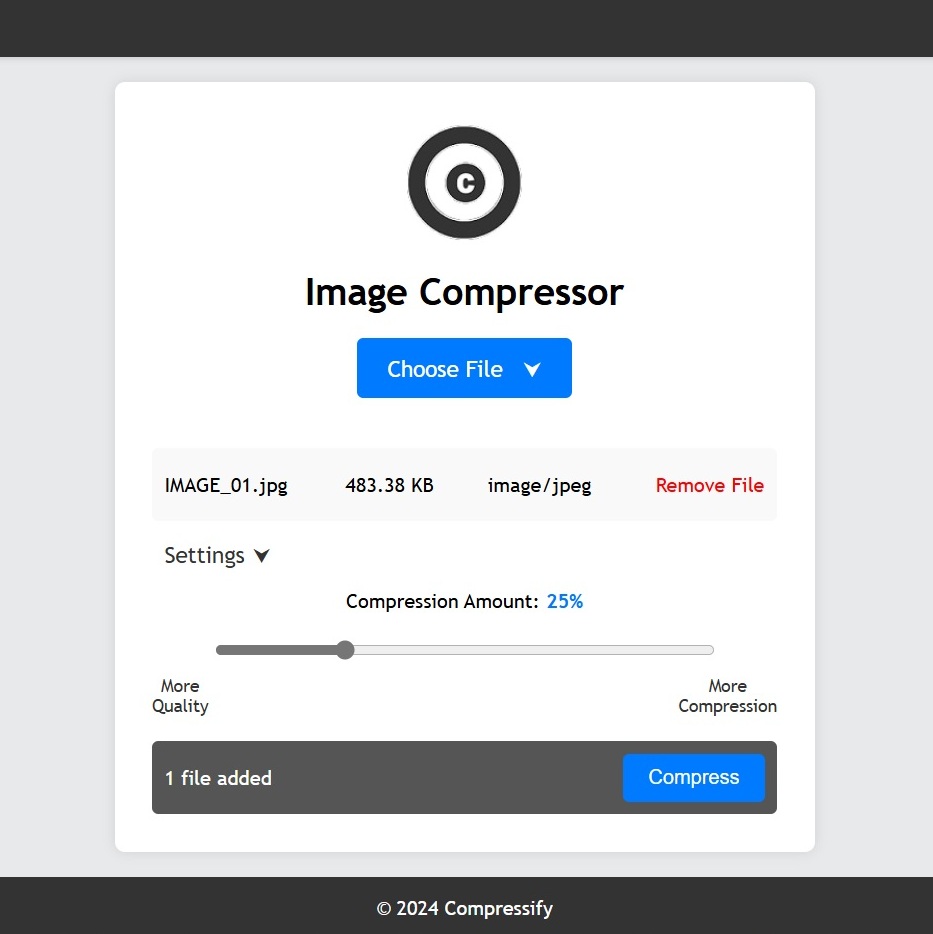 C
Image Compressor
Choose File
IMAGE_01.jpg 483.38 KB image/jpeg Remove File
Settings
Compression Amount: 25%
More
Quality
More
Compression
1 file added
Compress
© 2024 Compressify